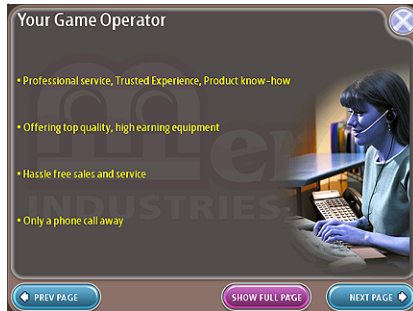 Your Game Operator
• Professional service, Trusted Experience, Product know-how
• Offering top quality, high earning equipment
• Hassle free sales and service
INDUSTRIES
• Only a phone call away
PREV PAGE
SHOW FULL PAGE
NEXT PAGE